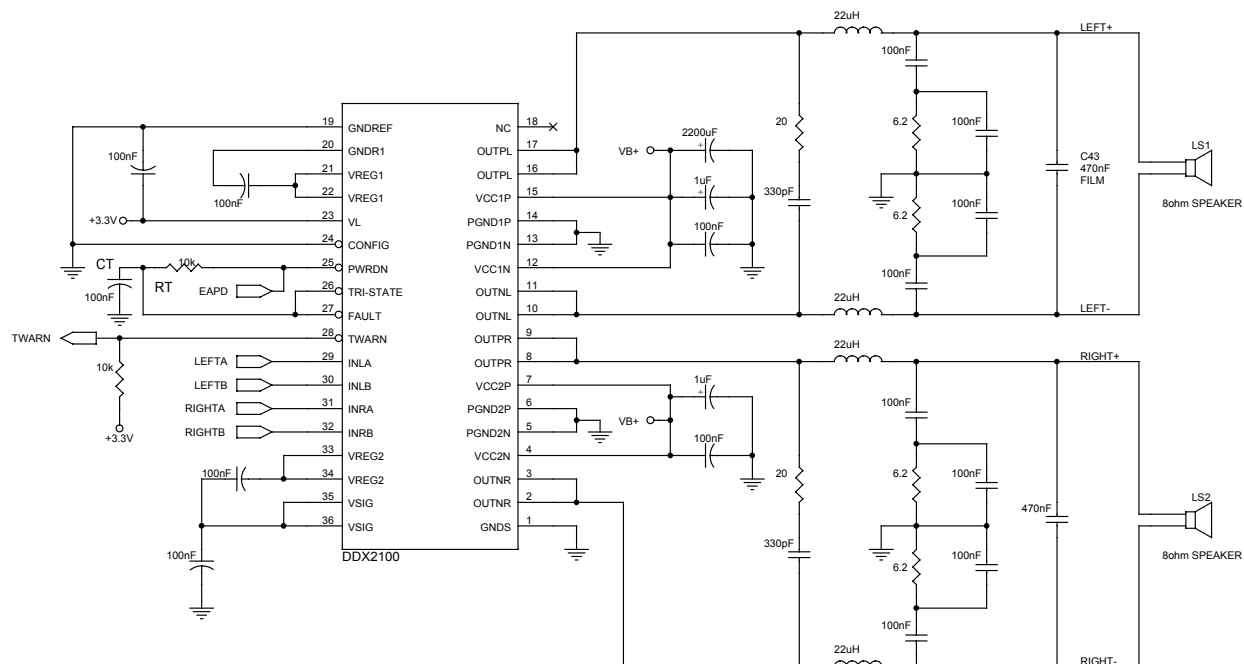 22uH
LEFT+
100nF
19 GNDREF
NC 18
20 GNDR1
OUTPL 17
20
6.2
100nF
2200uF
VB+
LS1
100nF
21 VREG1
OUTPL 16
C43
470nF
FILM
100nF
22 VREG1
VCC1P 15
1uF
330pF
8ohm SPEAKER
+3.3V
23 VL
PGND1P 14
100nF
6.2
100nF
24 CONFIG
PGND1N 13
CT
10k
25 PWRDN
VCC1N 12
100nF
RT
EAPD
26 TRI-STATE
OUTNL 11
100nF
22uH
27 FAULT
OUTNL 10
LEFT-
TWARN
28 TWARN
OUTPR 9
22uH
10k
LEFTA
29 INLA
OUTPR 8
RIGHT+
LEFTB
30 INLB
VCC2P 7
1uF
RIGHTA
31 INRA
PGND2P 6
100nF
RIGHTB
32 INRB
PGND2N 5
VB+
+3.3V
100nF
33 VREG2
VCC2N 4
100nF
34 VREG2
OUTNR 3
20
6.2
100nF
35 VSIG
OUTNR 2
470nF
LS2
36 VSIG
GNDS 1
100nF
DDX2100
330pF
6.2
100nF
8ohm SPEAKER
100nF
22uH
RIGHT-